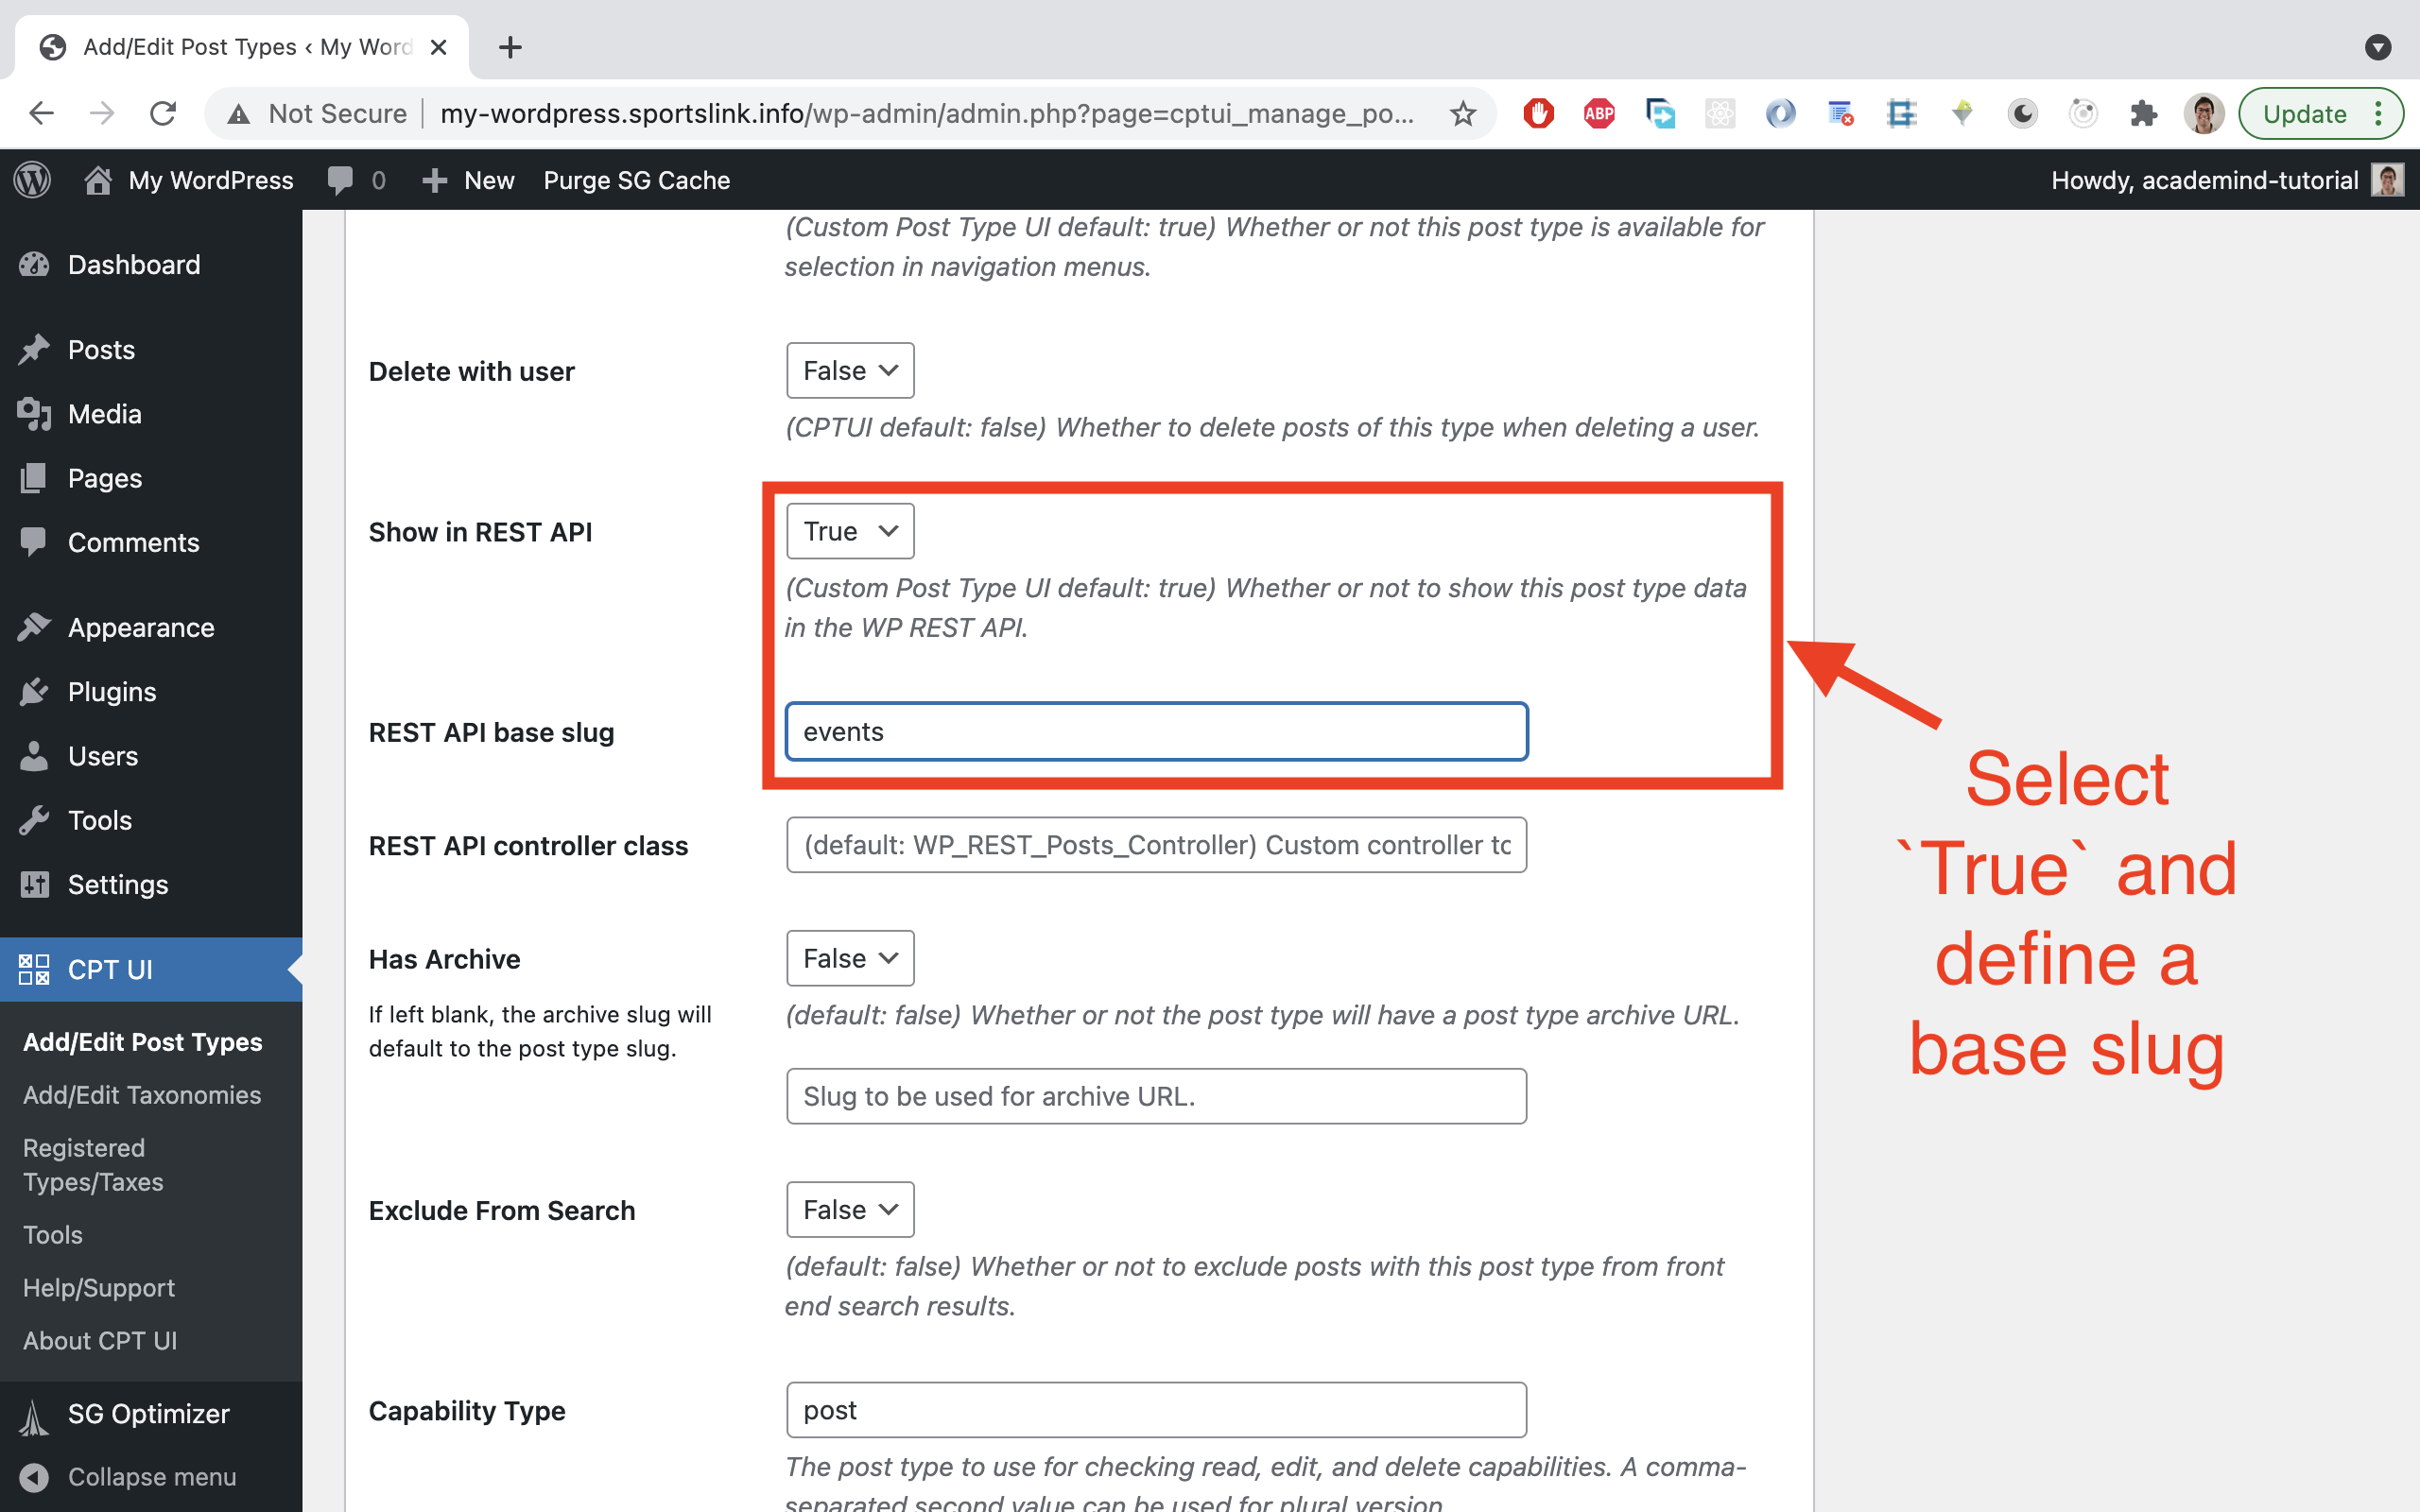 Add/Edit Post Types ‹ My Word
Not Secure my-wordpress.sportslink.info/wp-admin/admin.php?page=cptui_manage_po...
ABP
Update
My WordPress 0 New Purge SG Cache
Howdy, academind-tutorial
Dashboard
Posts
Media
Pages
Comments
Appearance
Plugins
Users
Tools
Settings
CPT UI
Add/Edit Post Types
Add/Edit Taxonomies
Registered
Types/Taxes
Tools
Help/Support
About CPT UI
SG Optimizer
Collapse menu
(Custom Post Type UI default: true) Whether or not this post type is available for
selection in navigation menus.
Delete with user
False
(CPTUI default: false) Whether to delete posts of this type when deleting a user.
Show in REST API
True
(Custom Post Type UI default: true) Whether or not to show this post type data
in the WP REST API.
REST API base slug
events
REST API controller class
(default: WP_REST_Posts_Controller) Custom controller to
Has Archive
If left blank, the archive slug will
default to the post type slug.
False
(default: false) Whether or not the post type will have a post type archive URL.
Slug to be used for archive URL.
Exclude From Search
False
(default: false) Whether or not to exclude posts with this post type from front
end search results.
Capability Type
post
The post type to use for checking read, edit, and delete capabilities. A comma-
separated second value can be used for plural version.
Select
`True` and
define a
base slug